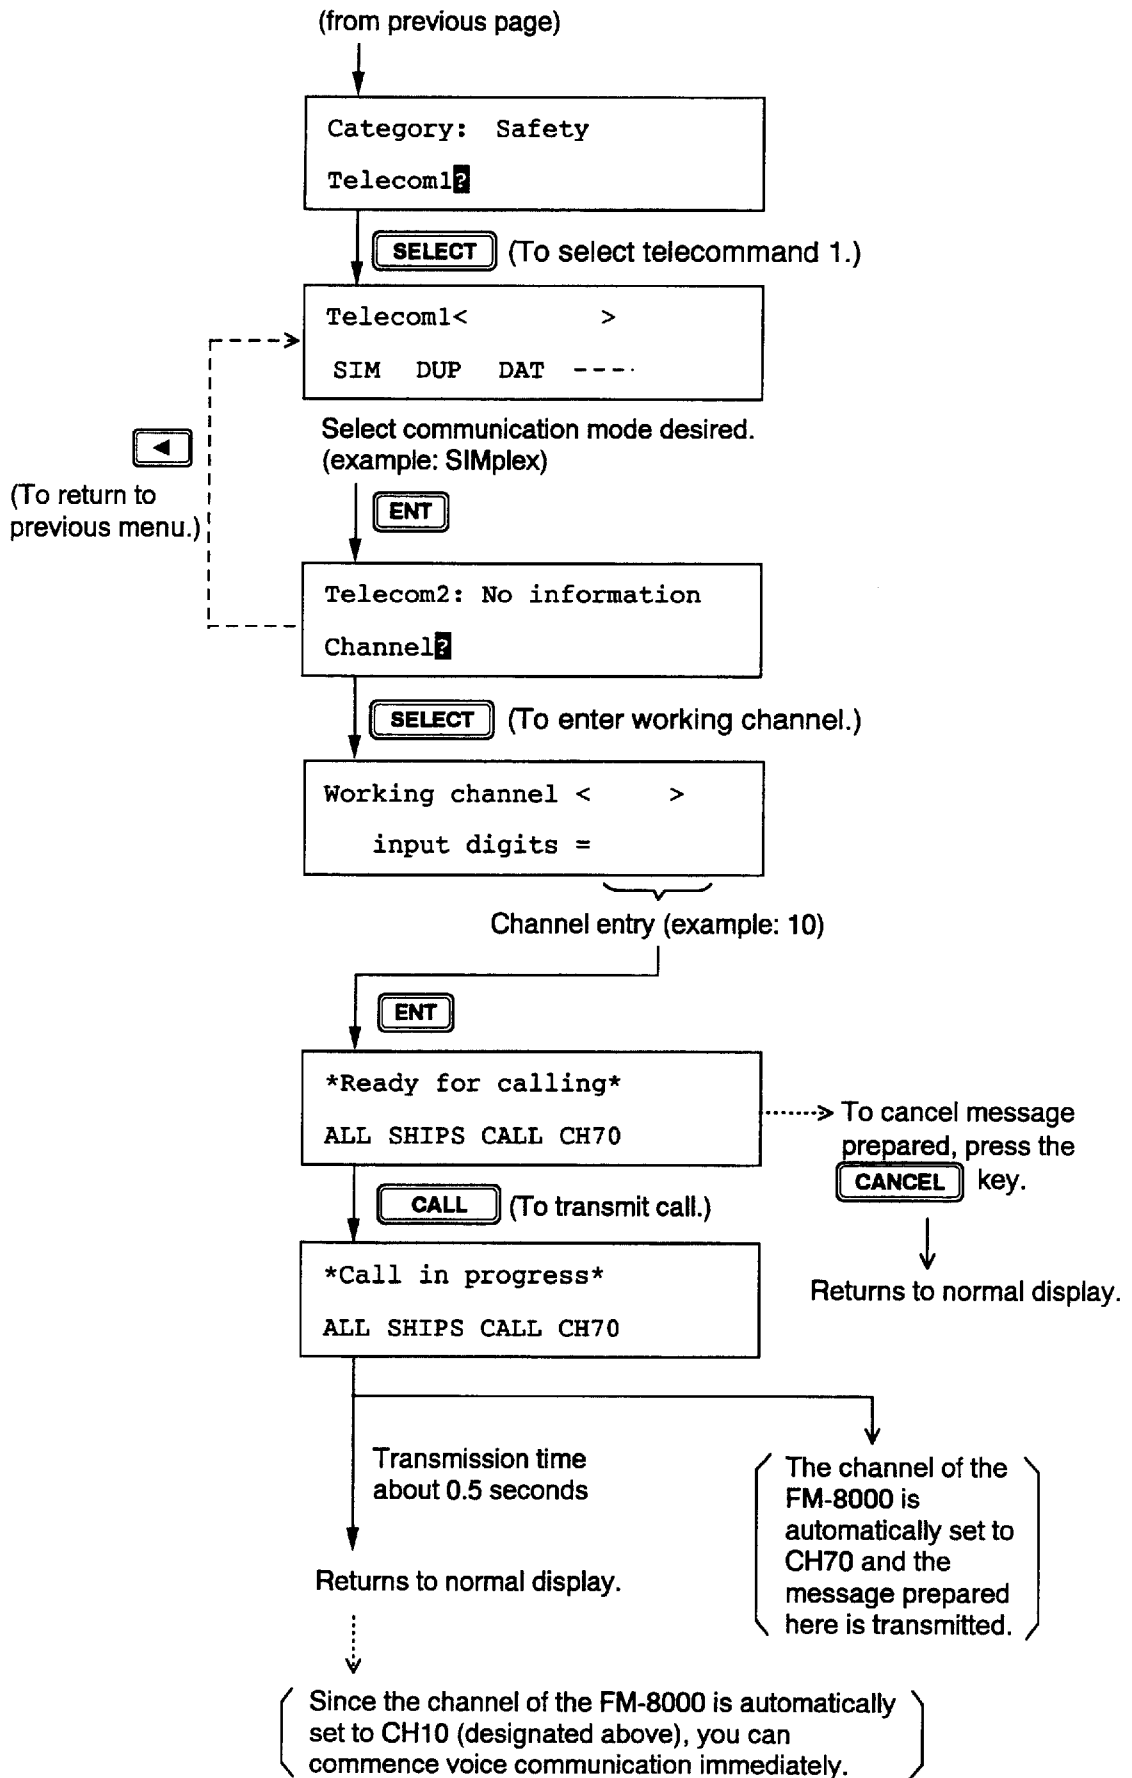 (from previous page)
Category: Safety
Telecom1?
SELECT (To select telecommand 1.)
Telecom1< >
SIM DUP DAT ----
Select communication mode desired.
(example: SIMplex)
◄
(To return to
previous menu.)
ENT
Telecom2: No information
Channel?
SELECT (To enter working channel.)
Working channel < >
input digits =
Channel entry (example: 10)
ENT
*Ready for calling*
ALL SHIPS CALL CH70
To cancel message
prepared, press the
CANCEL key.
Returns to normal display.
CALL (To transmit call.)
*Call in progress*
ALL SHIPS CALL CH70
Transmission time
about 0.5 seconds
The channel of the
FM-8000 is
automatically set to
CH70 and the
message prepared
here is transmitted.
Returns to normal display.
Since the channel of the FM-8000 is automatically
set to CH10 (designated above), you can
commence voice communication immediately.